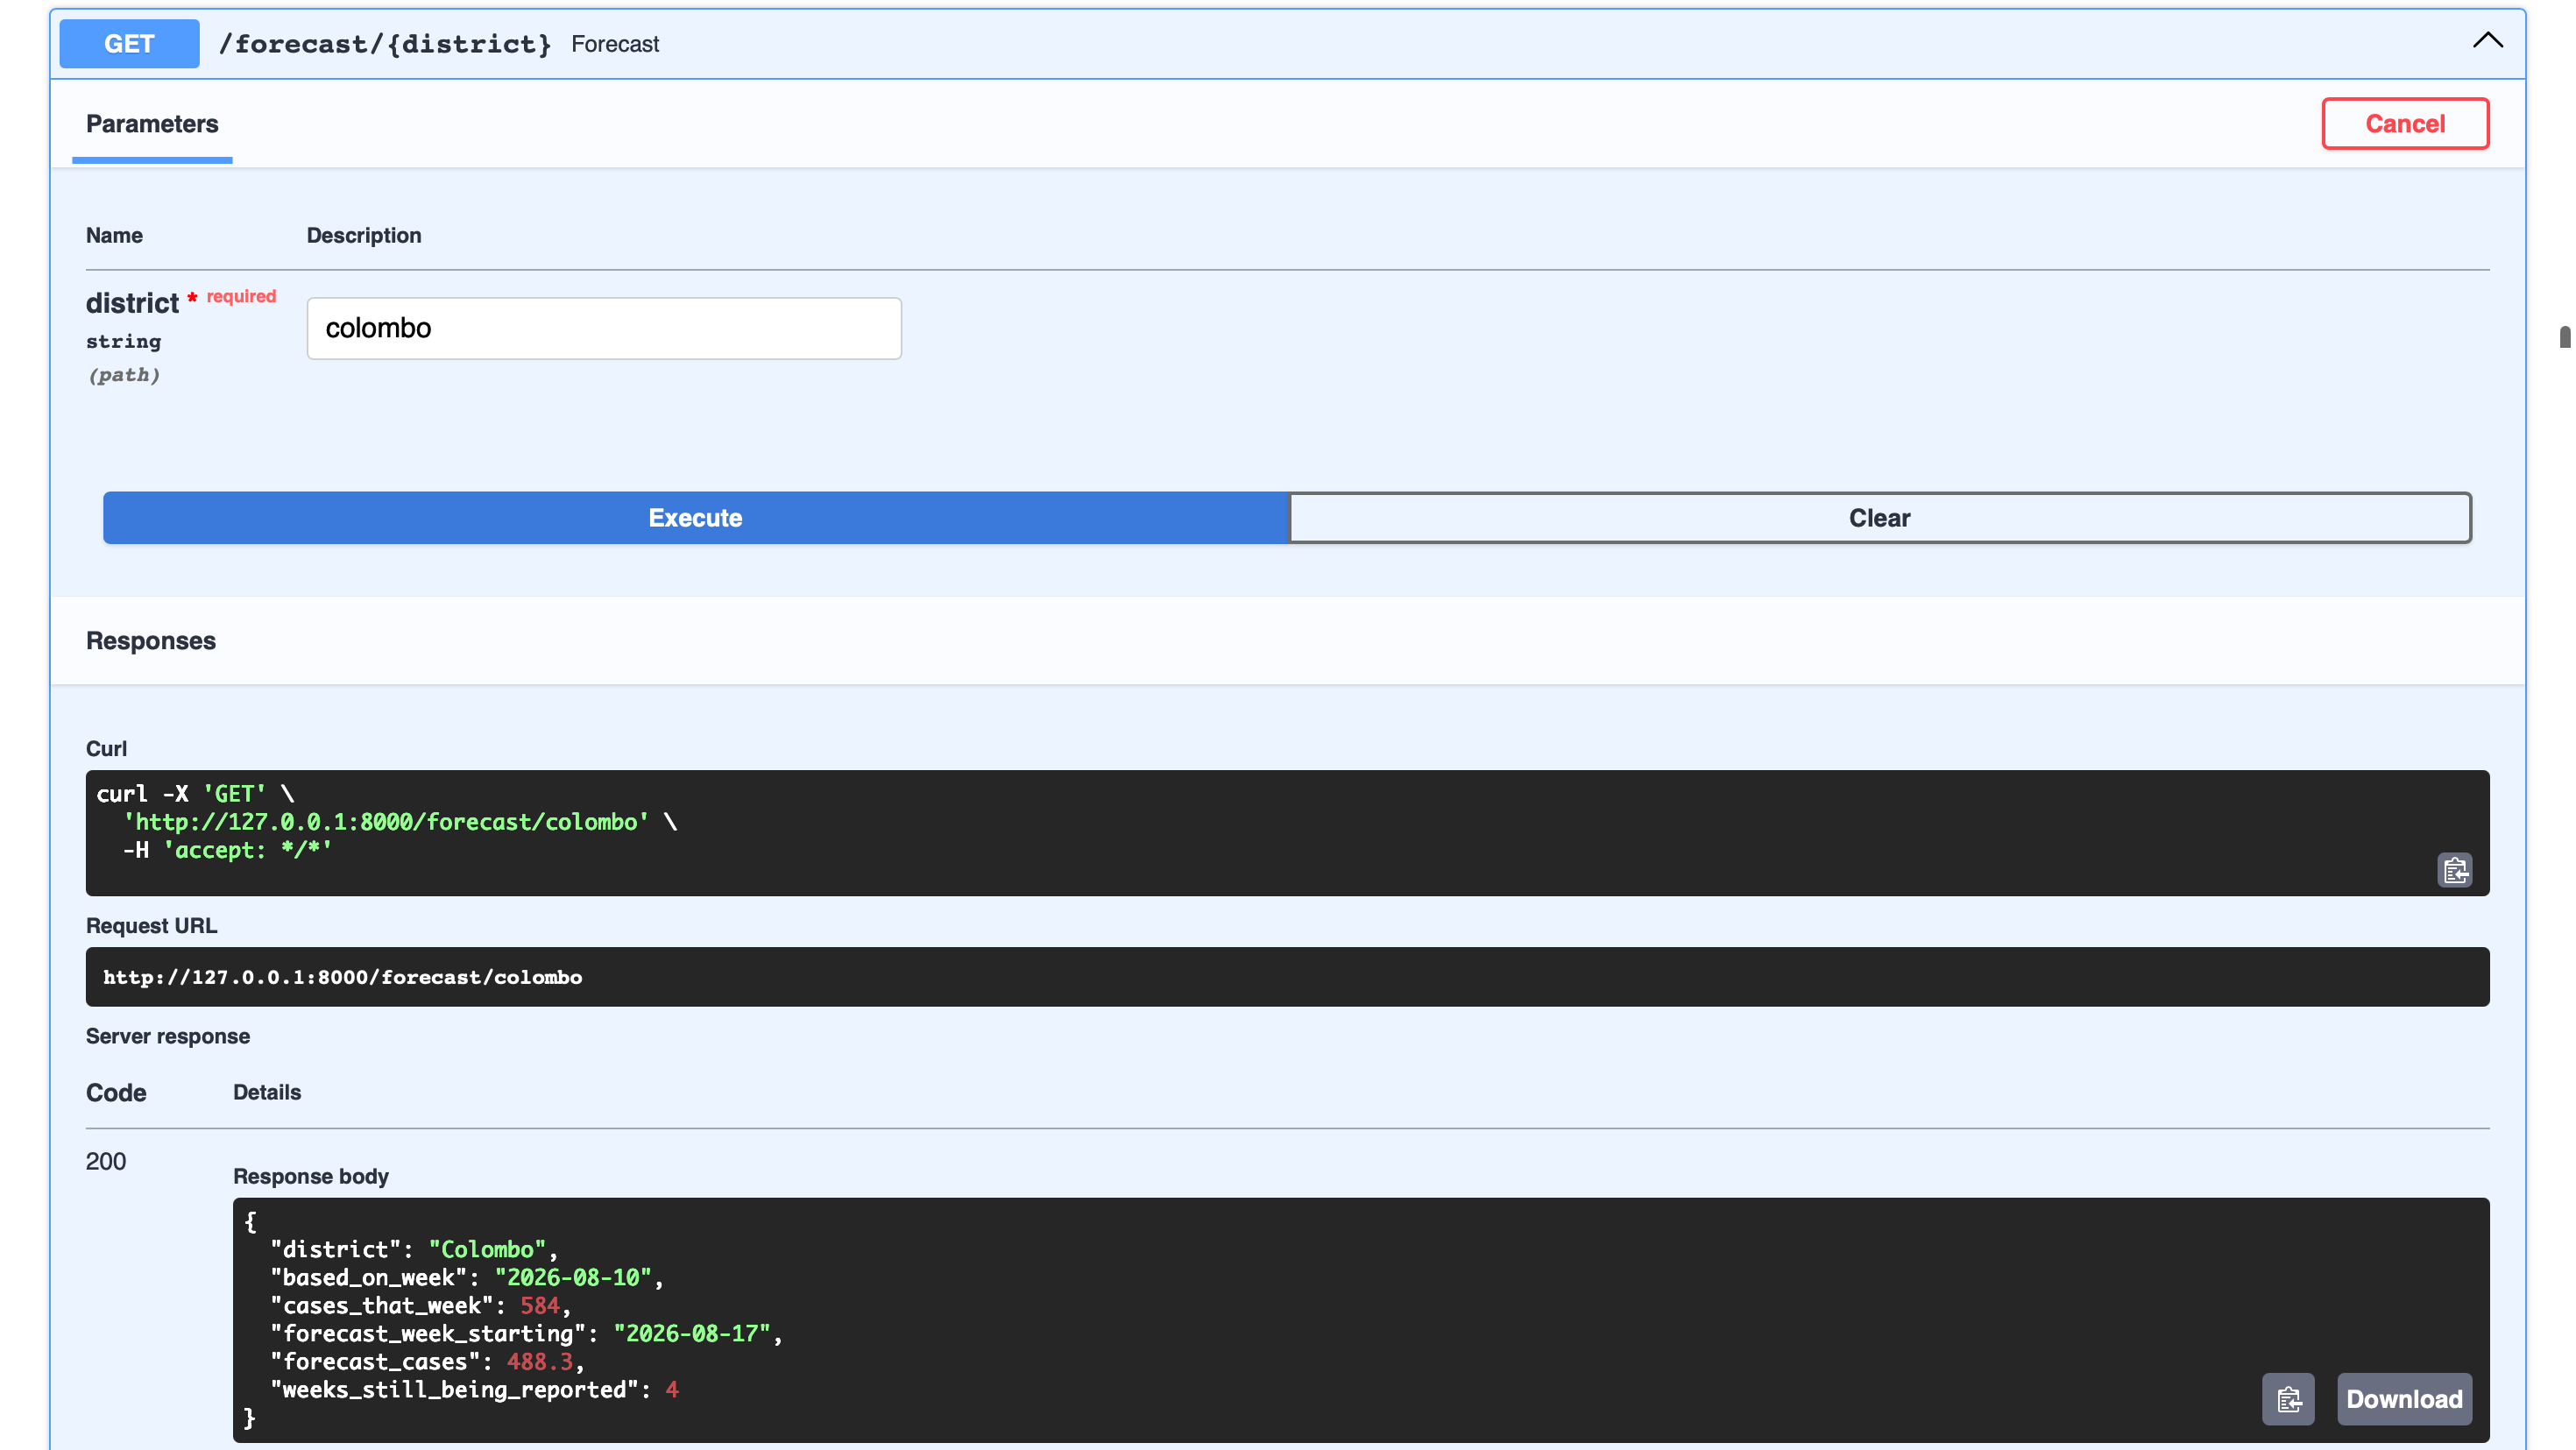 GET /forecast/{district} Forecast
Parameters
Cancel
Name Description
district * required
string
(path)
colombo
Execute
Clear
Responses
Curl
curl -X 'GET' \
  'http://127.0.0.1:8000/forecast/colombo' \
  -H 'accept: */*'
Request URL
http://127.0.0.1:8000/forecast/colombo
Server response
Code Details
200
Response body
{
  "district": "Colombo",
  "based_on_week": "2026-08-10",
  "cases_that_week": 584,
  "forecast_week_starting": "2026-08-17",
  "forecast_cases": 488.3,
  "weeks_still_being_reported": 4
}
Download